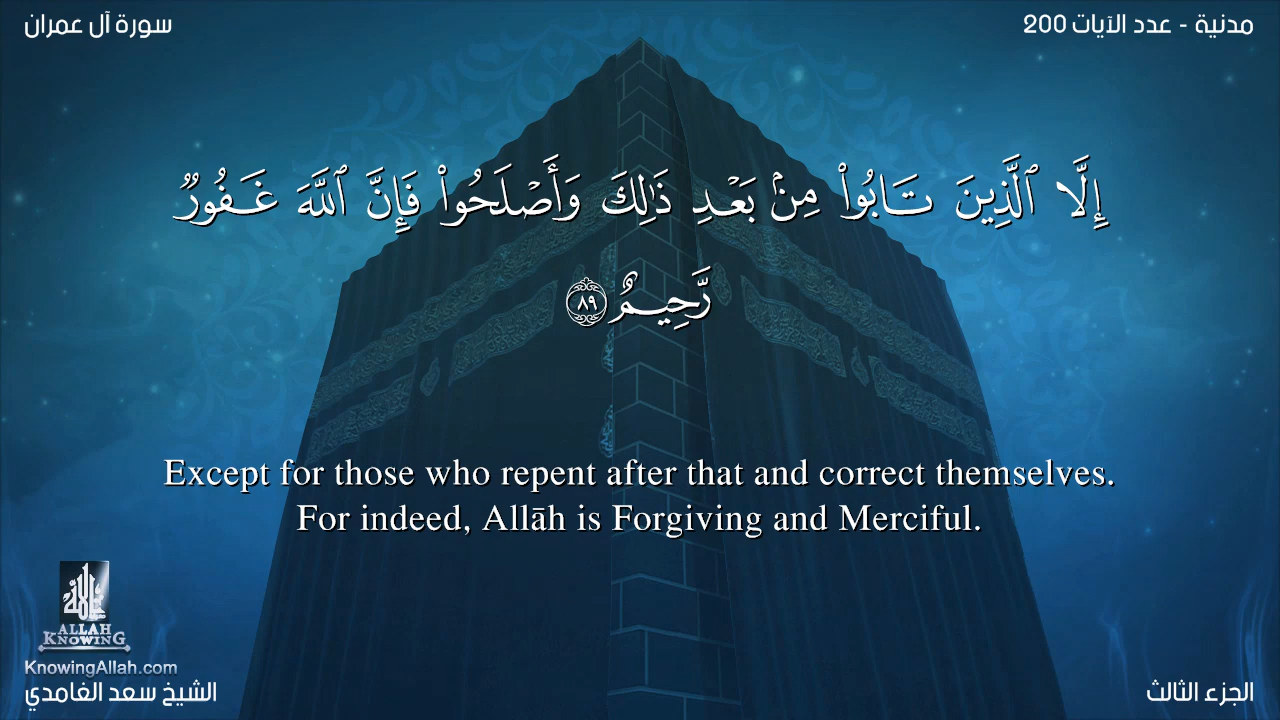 سورة آل عمران
مدنية - عدد الآيات 200
إِلَّا ٱلَّذِينَ تَابُوا۟ مِنۢ بَعْدِ ذَٰلِكَ وَأَصْلَحُوا۟ فَإِنَّ ٱللَّهَ غَفُورٌۭ
رَّحِيمٌ ٨٩
Except for those who repent after that and correct themselves.
For indeed, Allāh is Forgiving and Merciful.
ALLAH
KNOWING
KnowingAllah.com
الشيخ سعد الغامدي
الجزء الثالث